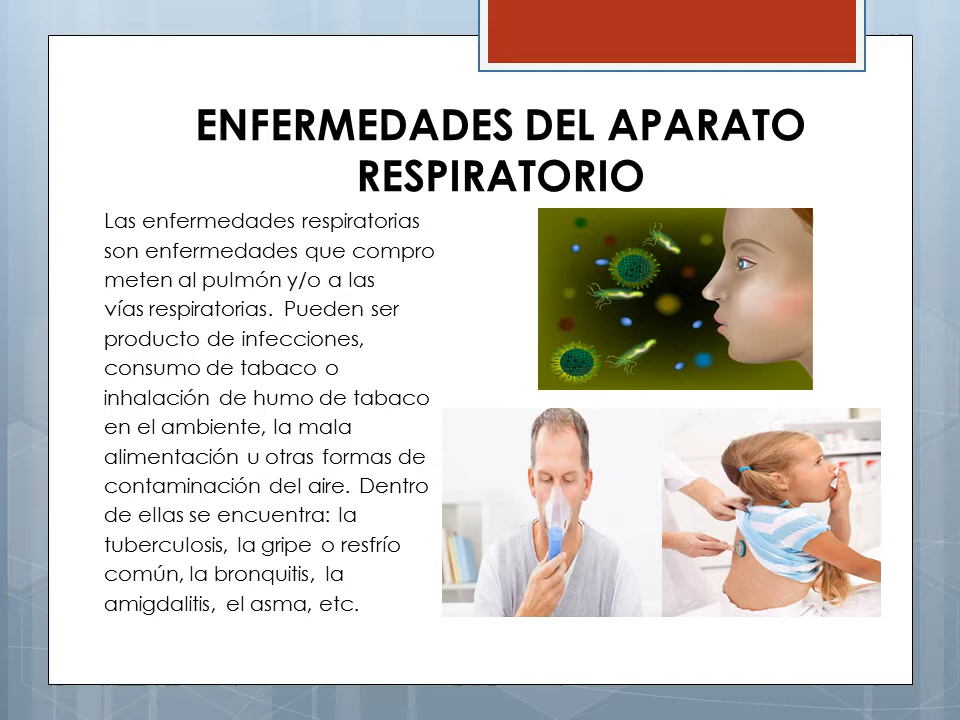 ENFERMEDADES DEL APARATO
RESPIRATORIO
Las enfermedades respiratorias
son enfermedades que compro
meten al pulmón y/o a las
vías respiratorias. Pueden ser
producto de infecciones,
consumo de tabaco o
inhalación de humo de tabaco
en el ambiente, la mala
alimentación u otras formas de
contaminación del aire. Dentro
de ellas se encuentra: la
tuberculosis, la gripe o resfrío
común, la bronquitis, la
amigdalitis, el asma, etc.